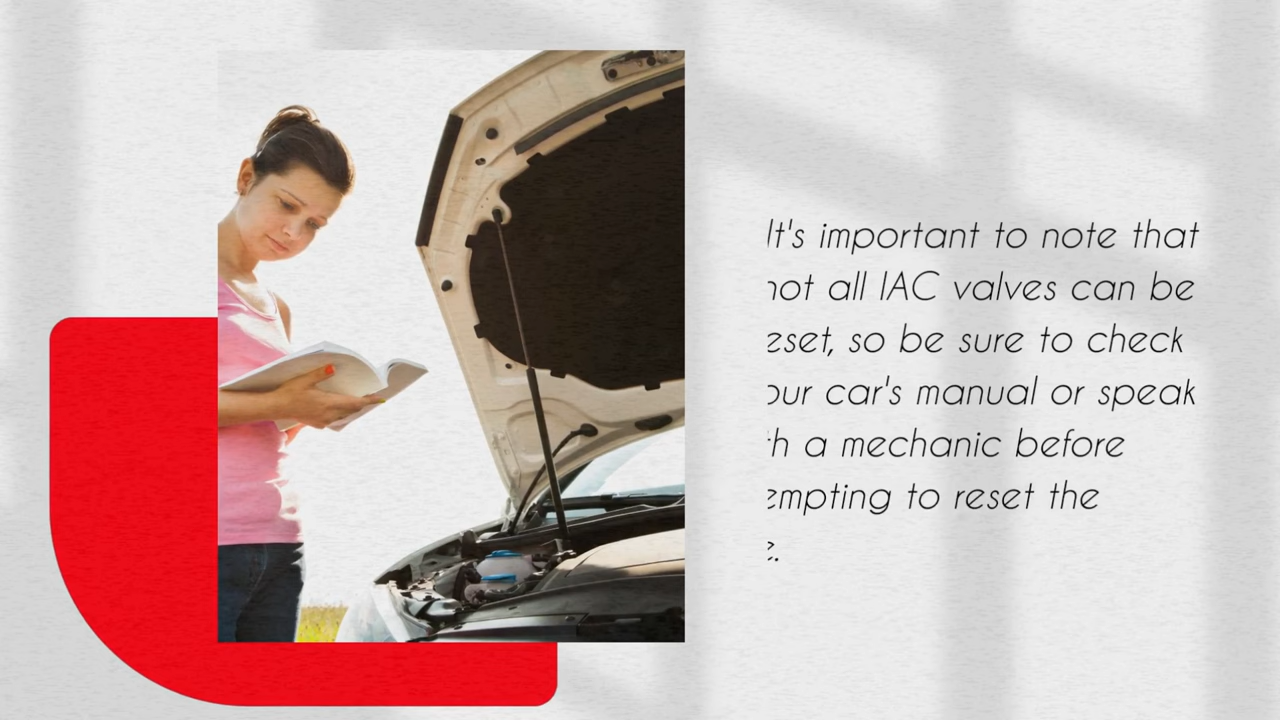 It's important to note that
not all IAC valves can be
eset, so be sure to check
our car's manual or speak
h a mechanic before
empting to reset the